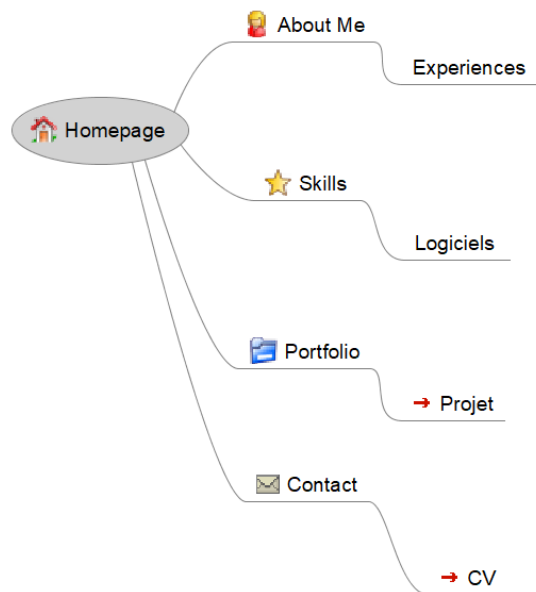 About Me
Experiences
Homepage
Skills
Logiciels
Portfolio
Projet
Contact
CV